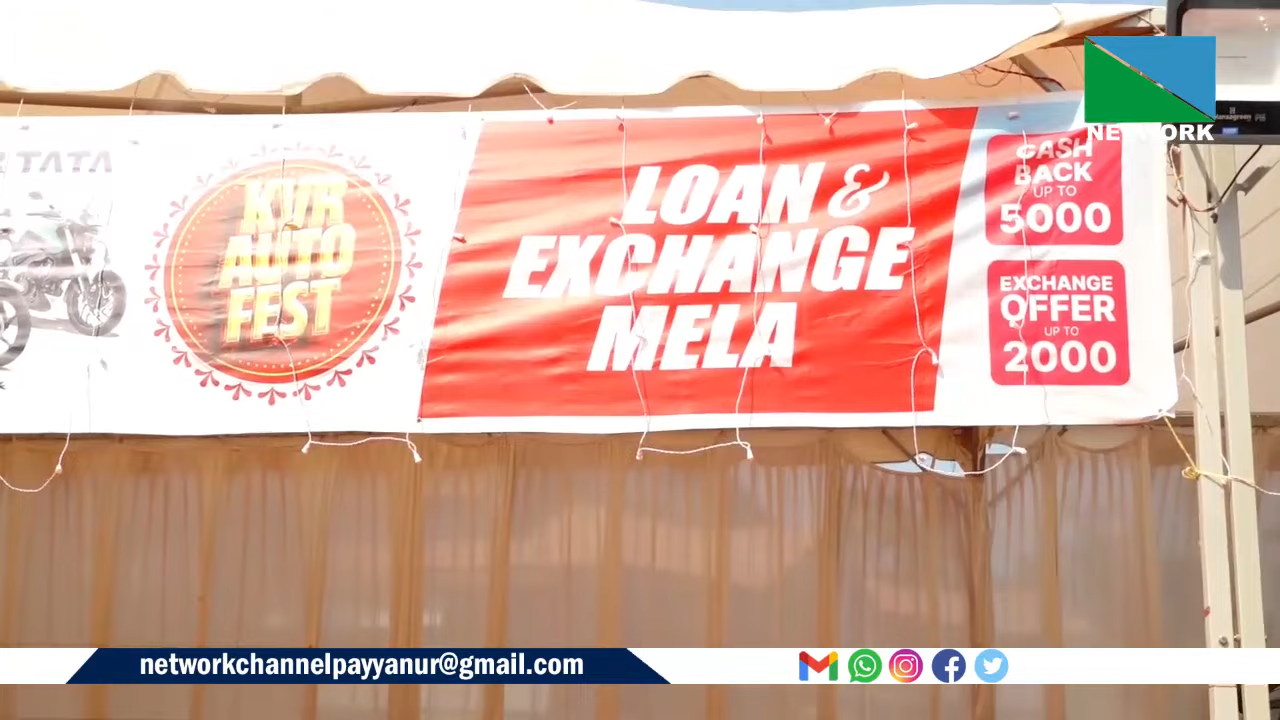 TATA
KVR
AUTO
FEST
LOAN &
EXCHANGE
MELA
CASH
BACK
UP TO
5000
EXCHANGE
OFFER
UP TO
2000
NETWORK
networkchannelpayyanur@gmail.com